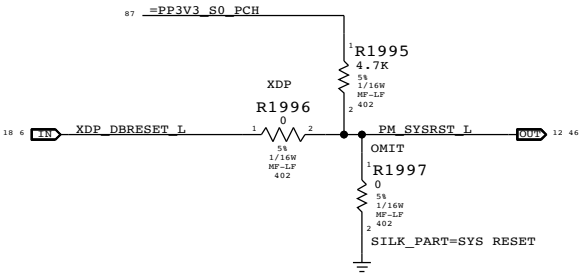 87 =PP3V3_S0_PCH
1
R1995
4.7K
5%
1/16W
MF-LF
402
2
XDP
R1996
0
18 6 IN XDP_DBRESET_L 1 2 PM_SYSRST_L OUT 12 46
5%
1/16W
MF-LF
402
OMIT
1
R1997
0
5%
1/16W
MF-LF
402
2
SILK_PART=SYS RESET